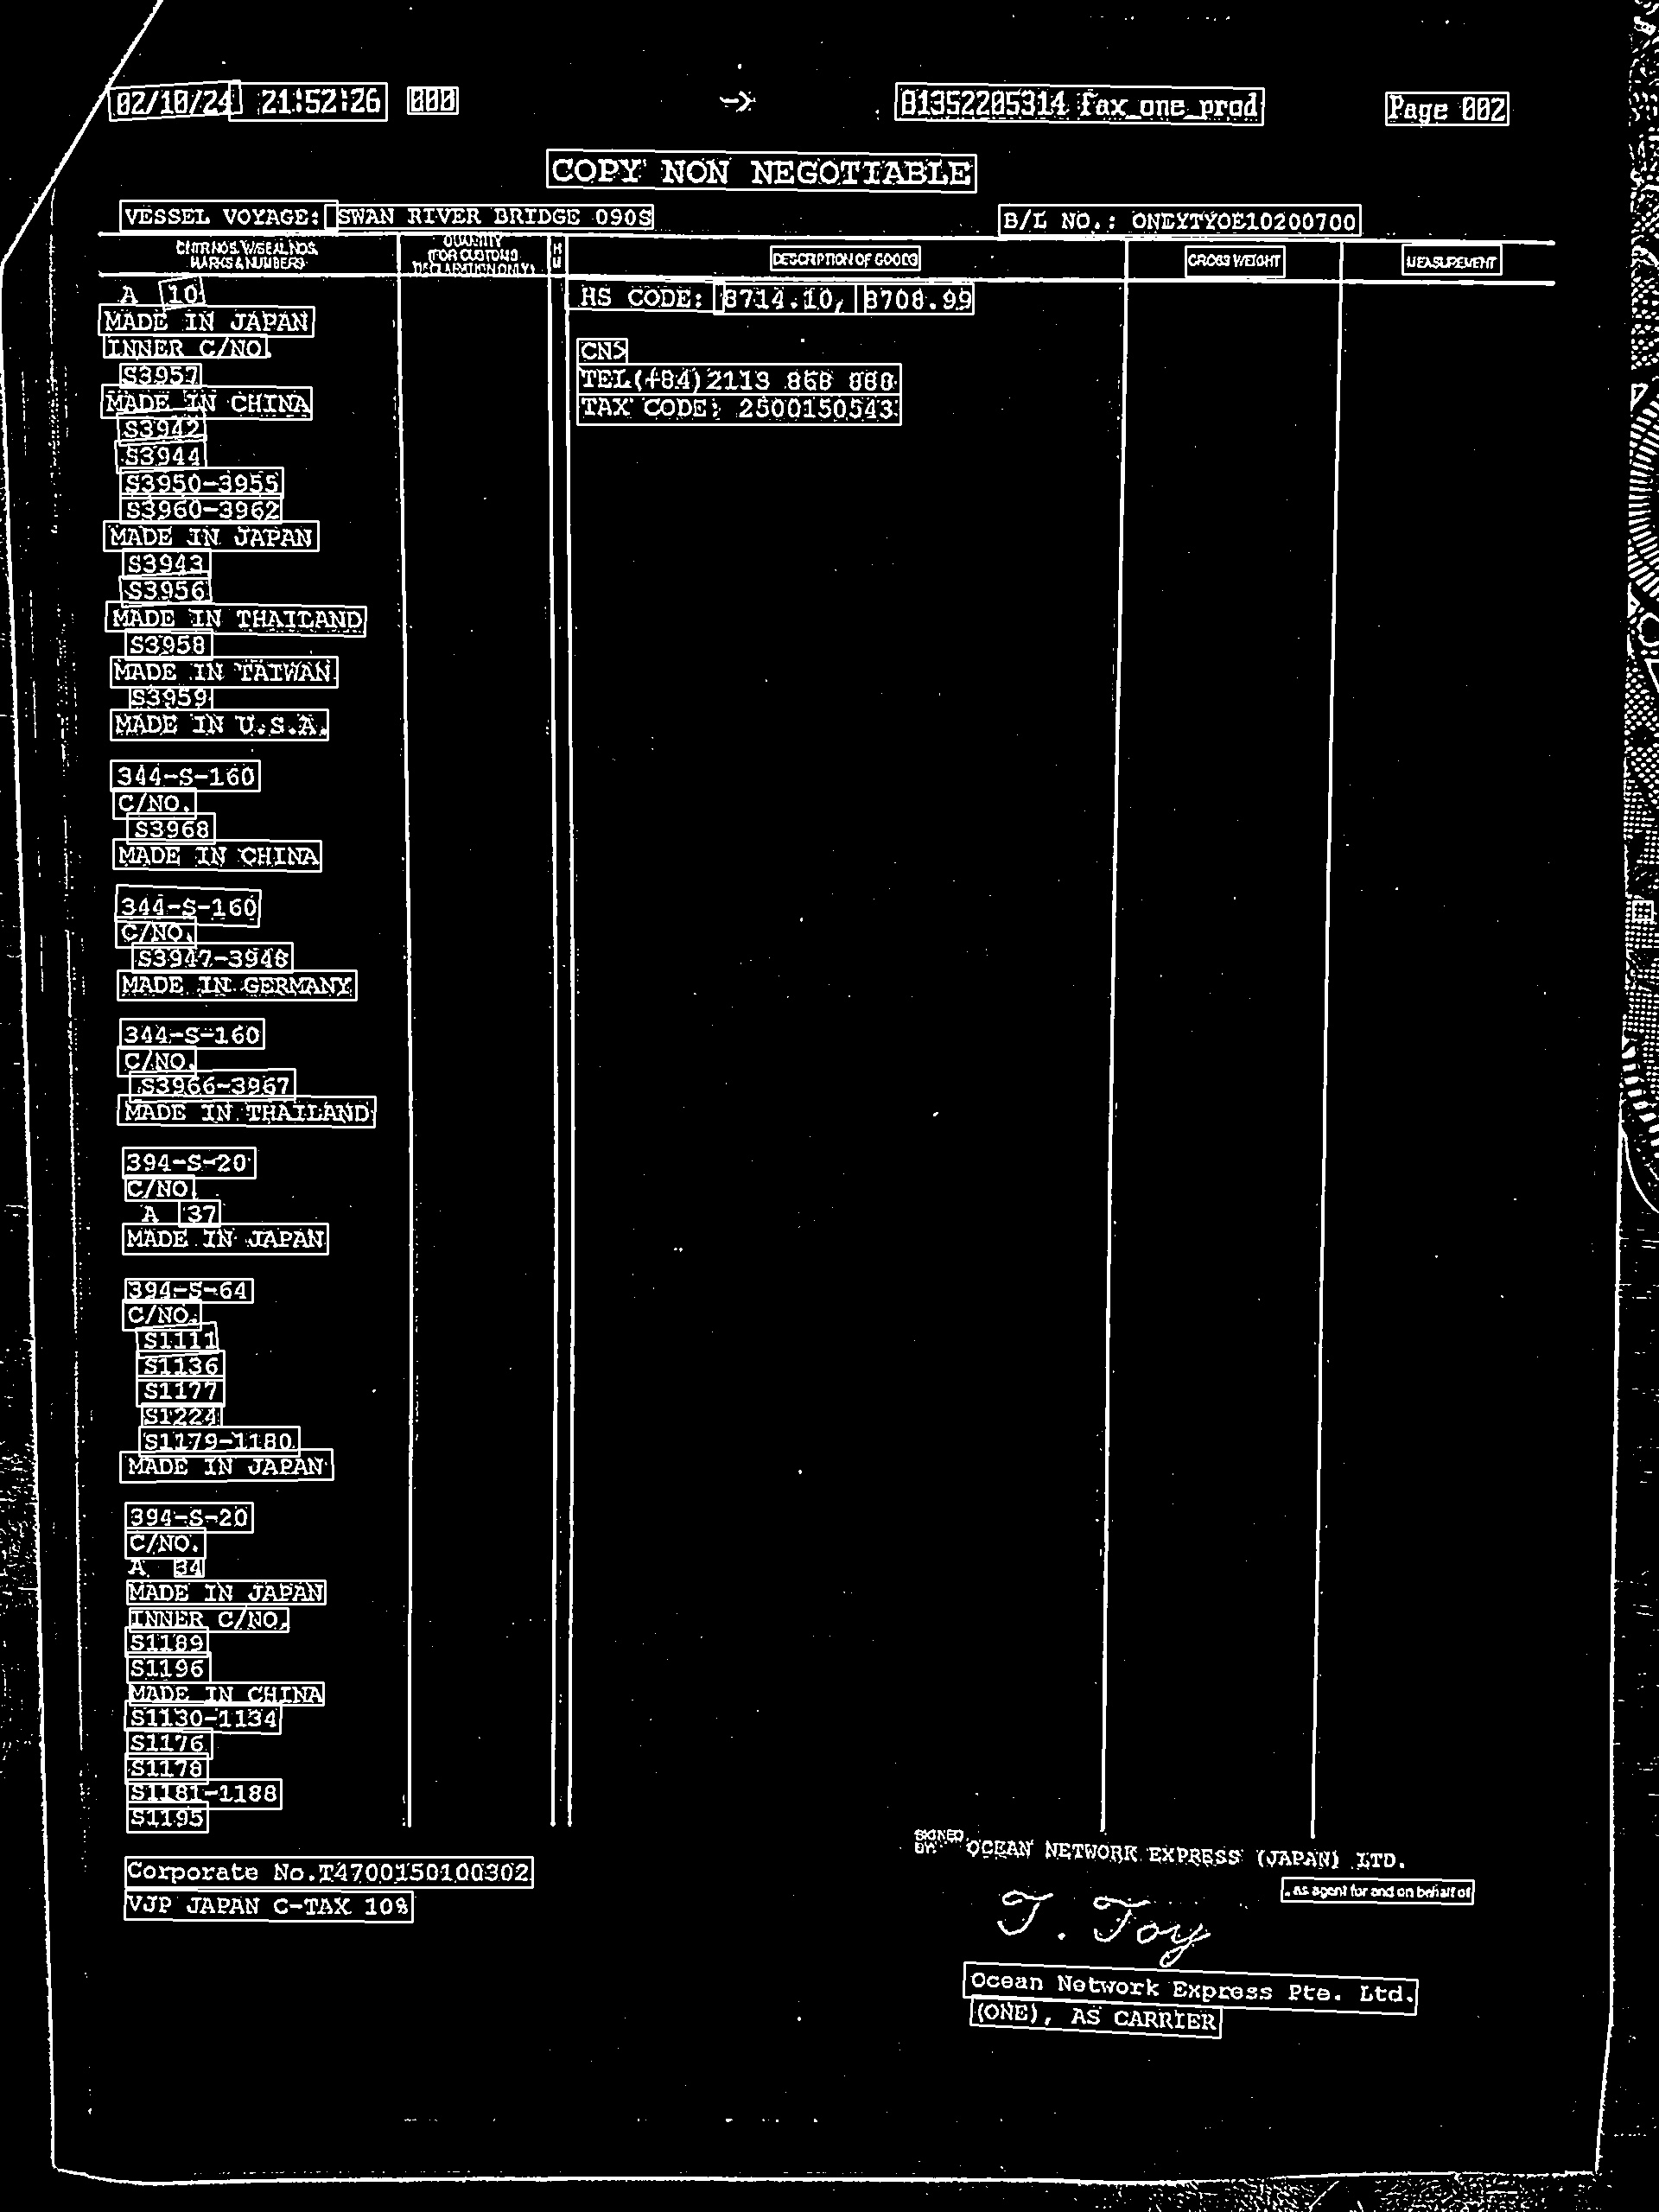 02/10/24 21:52:26 000 -> 81352205314 fax_one_prod Page 002
COPY NON NEGOTIABLE
VESSEL VOYAGE: SWAN RIVER BRIDGE 090S B/L NO.: ONEYTYOE10200700
CNTR NOS. W/SEAL NOS. MARKS & NUMBERS QUANTITY (FOR CUSTOMS DECLARATION ONLY) H M DESCRIPTION OF GOODS GROSS WEIGHT MEASUREMENT
A 10 HS CODE: 8714.10, 8708.99
MADE IN JAPAN
INNER C/NO. CN>
S3957 TEL(+84)2113 868 888
MADE IN CHINA TAX CODE: 2500150543
S3942
S3944
S3950-3955
S3960-3962
MADE IN JAPAN
S3943
S3956
MADE IN THAILAND
S3958
MADE IN TAIWAN
S3959
MADE IN U.S.A.
344-S-160
C/NO.
S3968
MADE IN CHINA
344-S-160
C/NO.
S3947-3948
MADE IN GERMANY
344-S-160
C/NO.
S3966-3967
MADE IN THAILAND
394-S-20
C/NO.
A 37
MADE IN JAPAN
394-S-64
C/NO.
S1111
S1136
S1177
S1224
S1179-1180
MADE IN JAPAN
394-S-20
C/NO.
A 34
MADE IN JAPAN
INNER C/NO.
S1189
S1196
MADE IN CHINA
S1130-1134
S1176
S1178
S1181-1188
S1195
SIGNED BY: OCEAN NETWORK EXPRESS (JAPAN) LTD.
Corporate No.T4700150100302
, as agent for and on behalf of
VJP JAPAN C-TAX 10%
T. Toy
Ocean Network Express Pte. Ltd.
(ONE), AS CARRIER